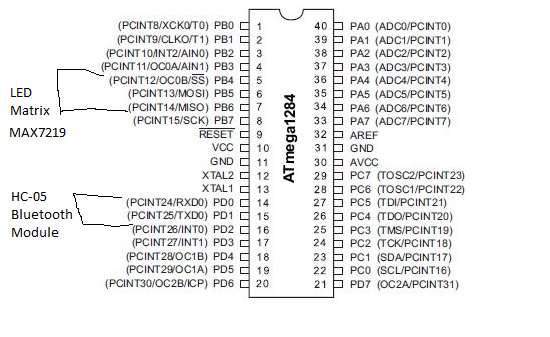 (PCINT8/XCK0/T0) PB0 1 40 PA0 (ADC0/PCINT0)
(PCINT9/CLKO/T1) PB1 2 39 PA1 (ADC1/PCINT1)
(PCINT10/INT2/AIN0) PB2 3 38 PA2 (ADC2/PCINT2)
(PCINT11/OC0A/AIN1) PB3 4 37 PA3 (ADC3/PCINT3)
(PCINT12/OC0B/SS) PB4 5 36 PA4 (ADC4/PCINT4)
(PCINT13/MOSI) PB5 6 35 PA5 (ADC5/PCINT5)
(PCINT14/MISO) PB6 7 34 PA6 (ADC6/PCINT6)
(PCINT15/SCK) PB7 8 33 PA7 (ADC7/PCINT7)
RESET 9 32 AREF
VCC 10 31 GND
GND 11 30 AVCC
XTAL2 12 29 PC7 (TOSC2/PCINT23)
XTAL1 13 28 PC6 (TOSC1/PCINT22)
(PCINT24/RXD0) PD0 14 27 PC5 (TDI/PCINT21)
(PCINT25/TXD0) PD1 15 26 PC4 (TDO/PCINT20)
(PCINT26/INT0) PD2 16 25 PC3 (TMS/PCINT19)
(PCINT27/INT1) PD3 17 24 PC2 (TCK/PCINT18)
(PCINT28/OC1B) PD4 18 23 PC1 (SDA/PCINT17)
(PCINT29/OC1A) PD5 19 22 PC0 (SCL/PCINT16)
(PCINT30/OC2B/ICP) PD6 20 21 PD7 (OC2A/PCINT31)
ATmega1284
LED
Matrix
MAX7219
HC-05
Bluetooth
Module